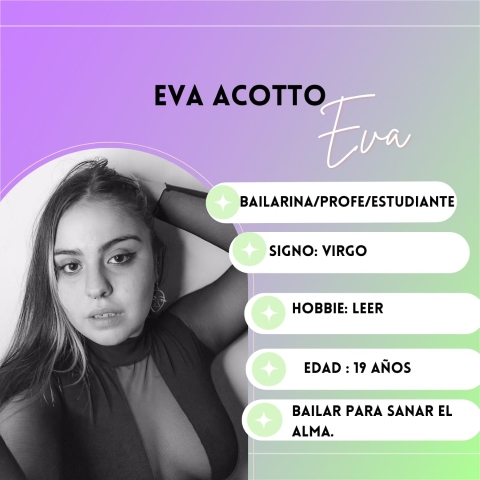 EVA ACOTTO
Eva
BAILARINA/PROFE/ESTUDIANTE
SIGNO: VIRGO
HOBBIE: LEER
EDAD : 19 AÑOS
BAILAR PARA SANAR EL
ALMA.